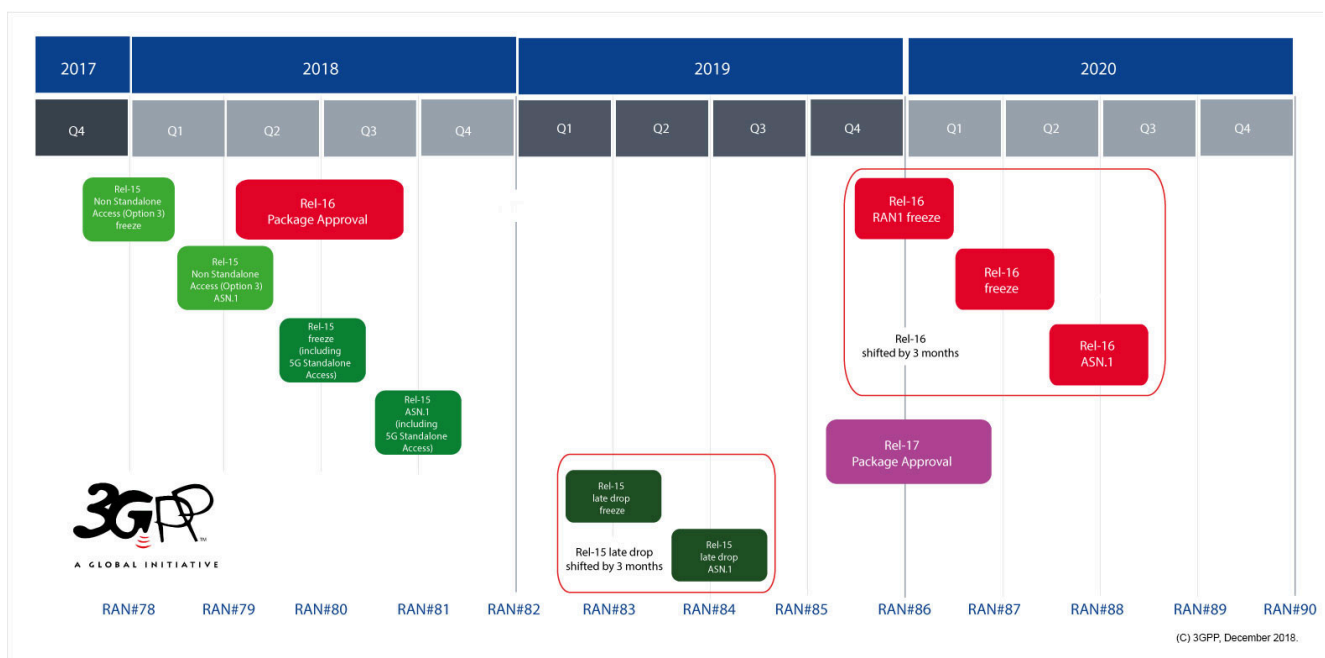 2017
2018
2019
2020
Q4
Q1
Q2
Q3
Q4
Q1
Q2
Q3
Q4
Q1
Q2
Q3
Q4
Rel-15
Non Standalone
Access (Option 3)
freeze
Rel-16
Package Approval
Rel-16
RAN1 freeze
Rel-15
Non Standalone
Access (Option 3)
ASN.1
Rel-16
freeze
Rel-15
freeze
(including
5G Standalone
Access)
Rel-16
shifted by 3 months
Rel-16
ASN.1
Rel-15
ASN.1
(including
5G Standalone
Access)
Rel-17
Package Approval
Rel-15
late drop
freeze
Rel-15 late drop
shifted by 3 months
Rel-15
late drop
ASN.1
3GPP
TM
A GLOBAL INITIATIVE
RAN#78
RAN#79
RAN#80
RAN#81
RAN#82
RAN#83
RAN#84
RAN#85
RAN#86
RAN#87
RAN#88
RAN#89
RAN#90
(C) 3GPP, December 2018.